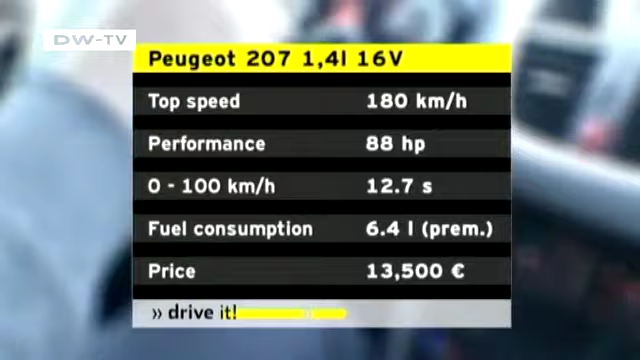 DW-TV
Peugeot 207 1,4l 16V
Top speed 180 km/h
Performance 88 hp
0 - 100 km/h 12.7 s
Fuel consumption 6.4 l (prem.)
Price 13,500 €
» drive it!